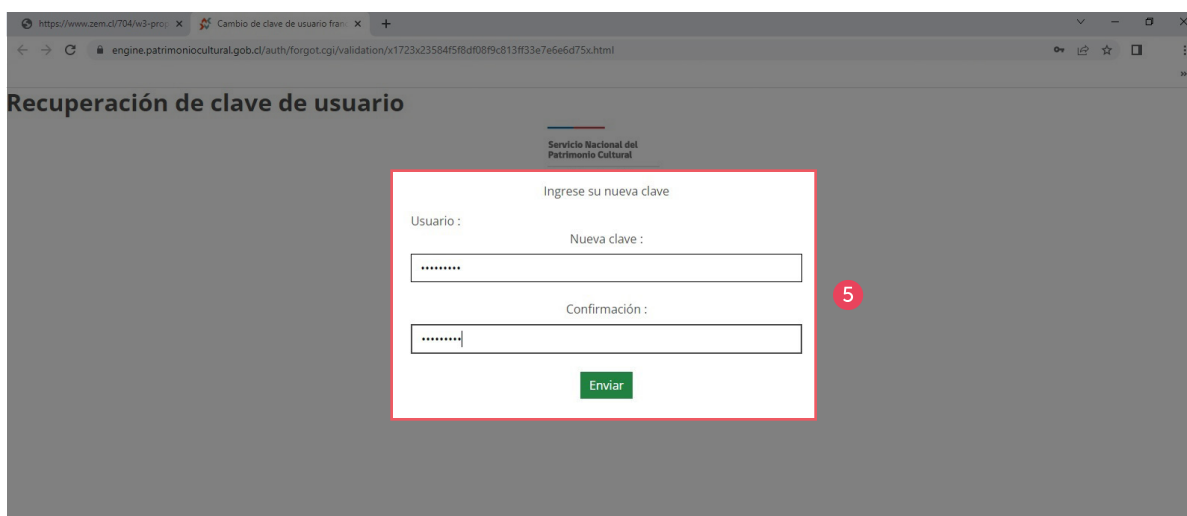 https://www.zem.cl/704/w3-prop
Cambio de clave de usuario fran
engine.patrimoniocultural.gob.cl/auth/forgot.cgi/validation/x1723x23584f5f8df08f9c813ff33e7e6e6d75x.html
Recuperación de clave de usuario
Servicio Nacional del
Patrimonio Cultural
Ingrese su nueva clave
Usuario :
Nueva clave :
•••••••••
Confirmación :
•••••••••
5
Enviar